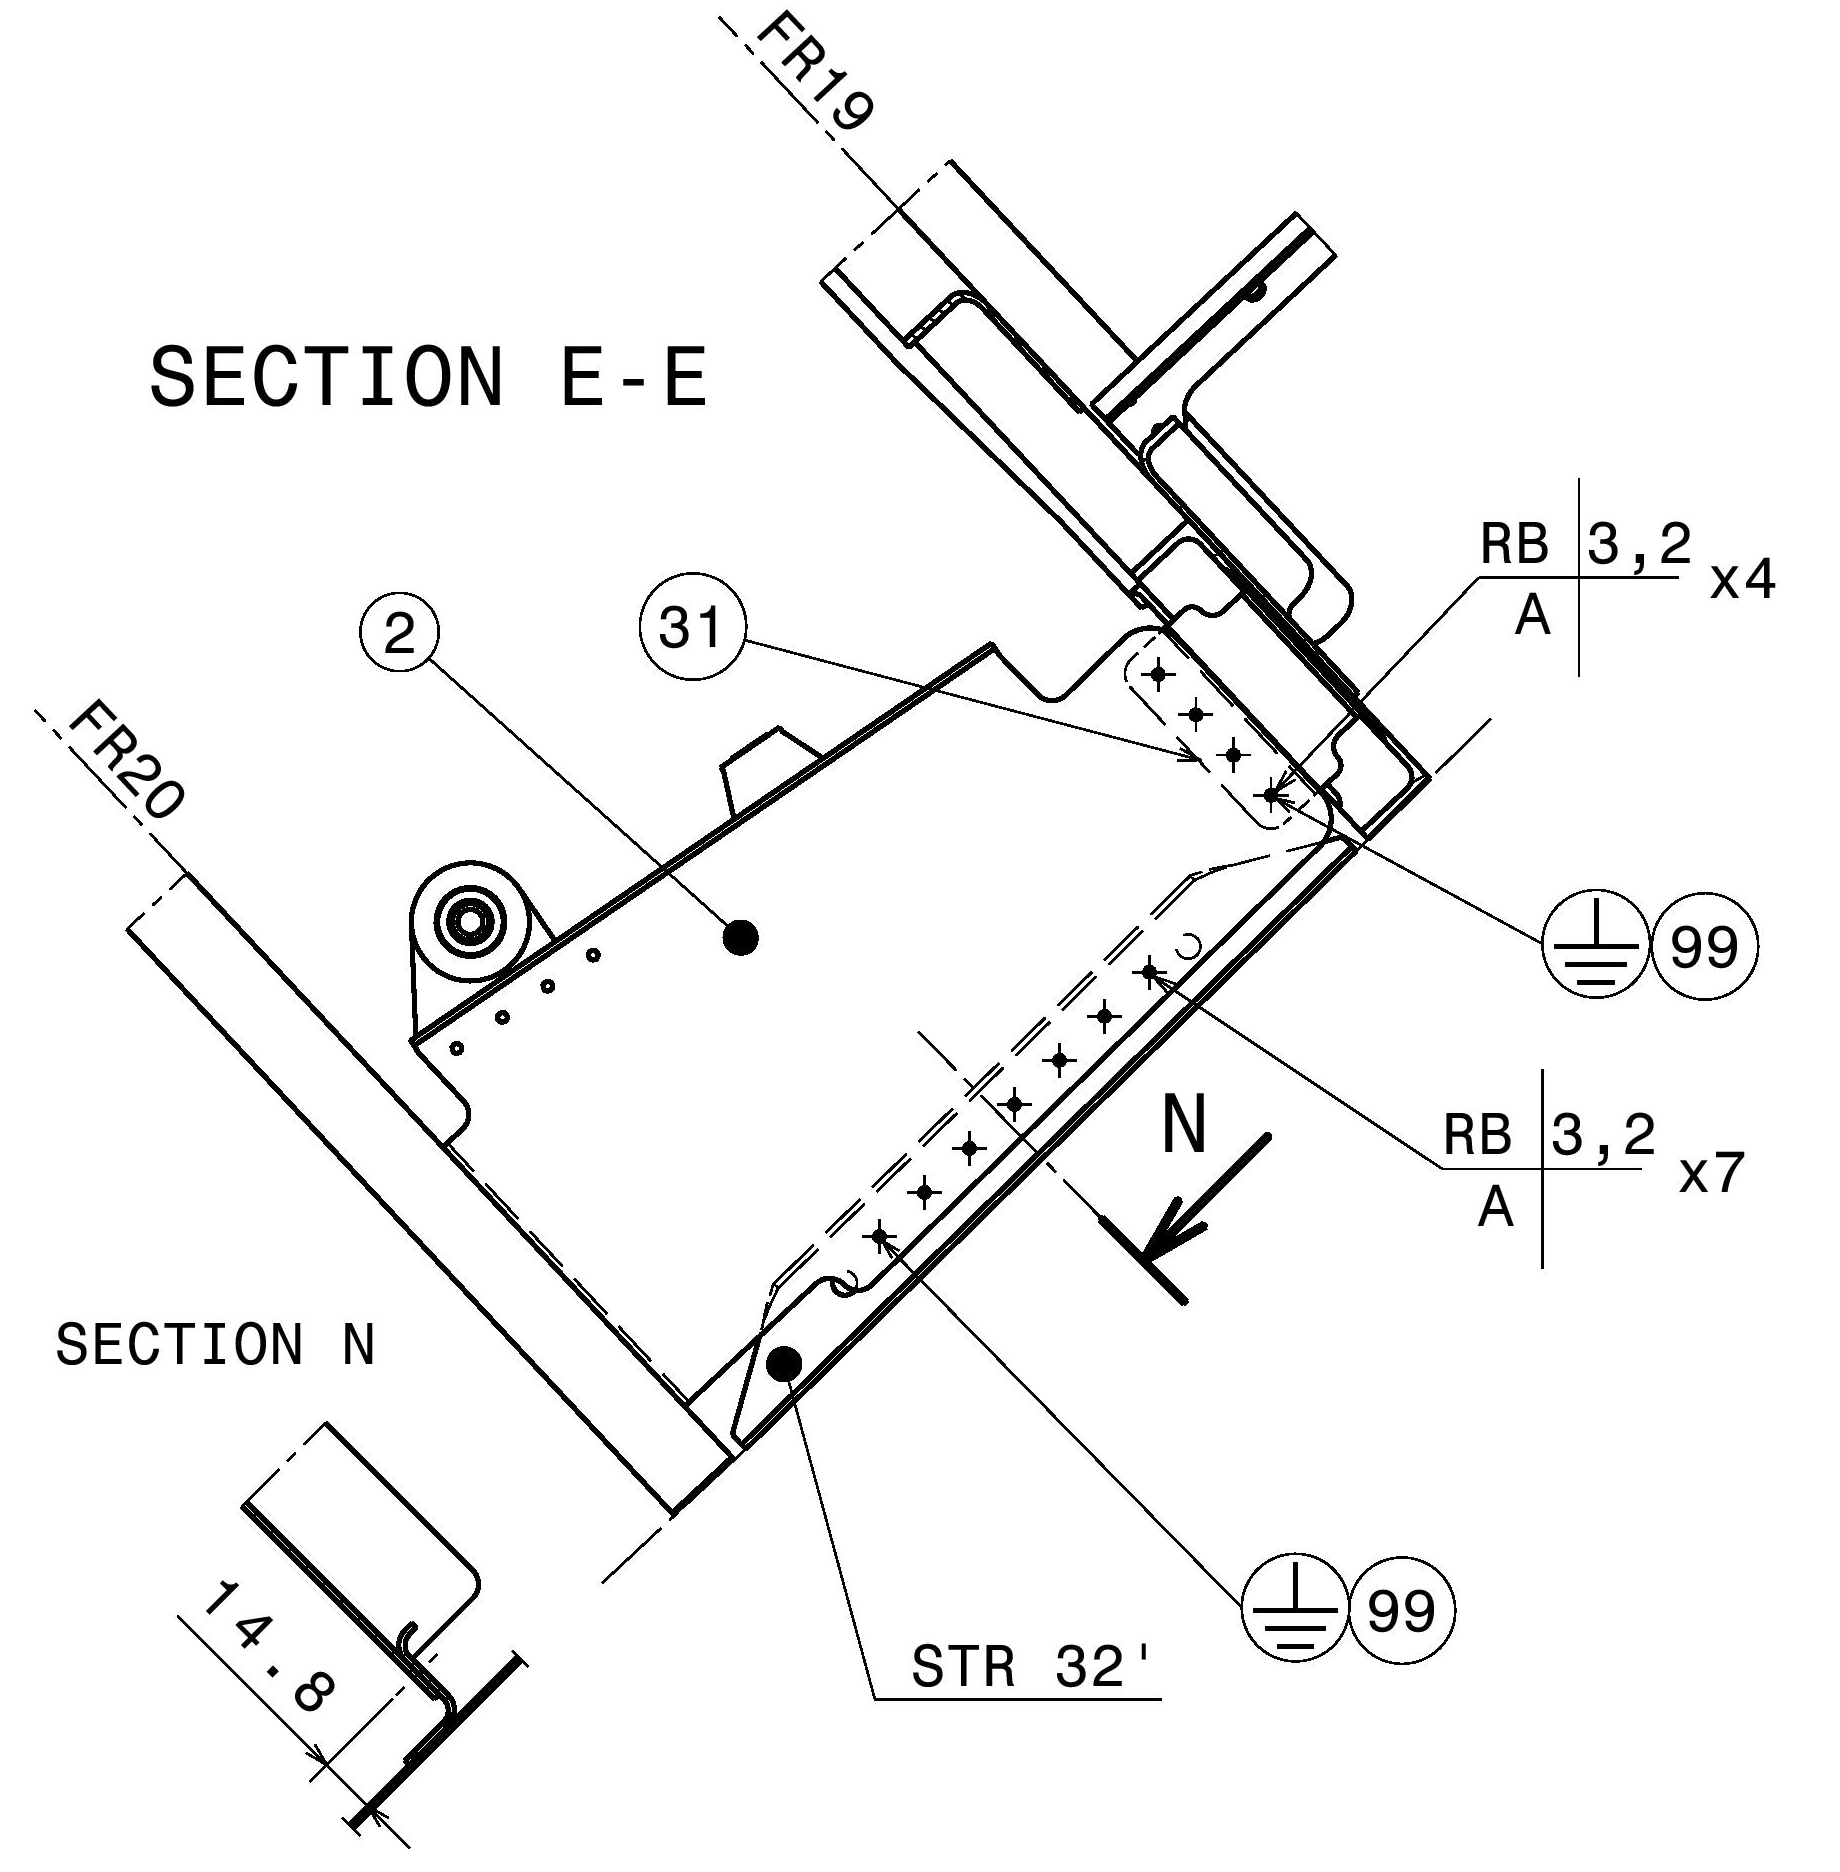 FR19
SECTION E-E
RB 3,2 x4
A
2
31
FR20
99
N
RB 3,2 x7
A
SECTION N
14.8
99
STR 32'